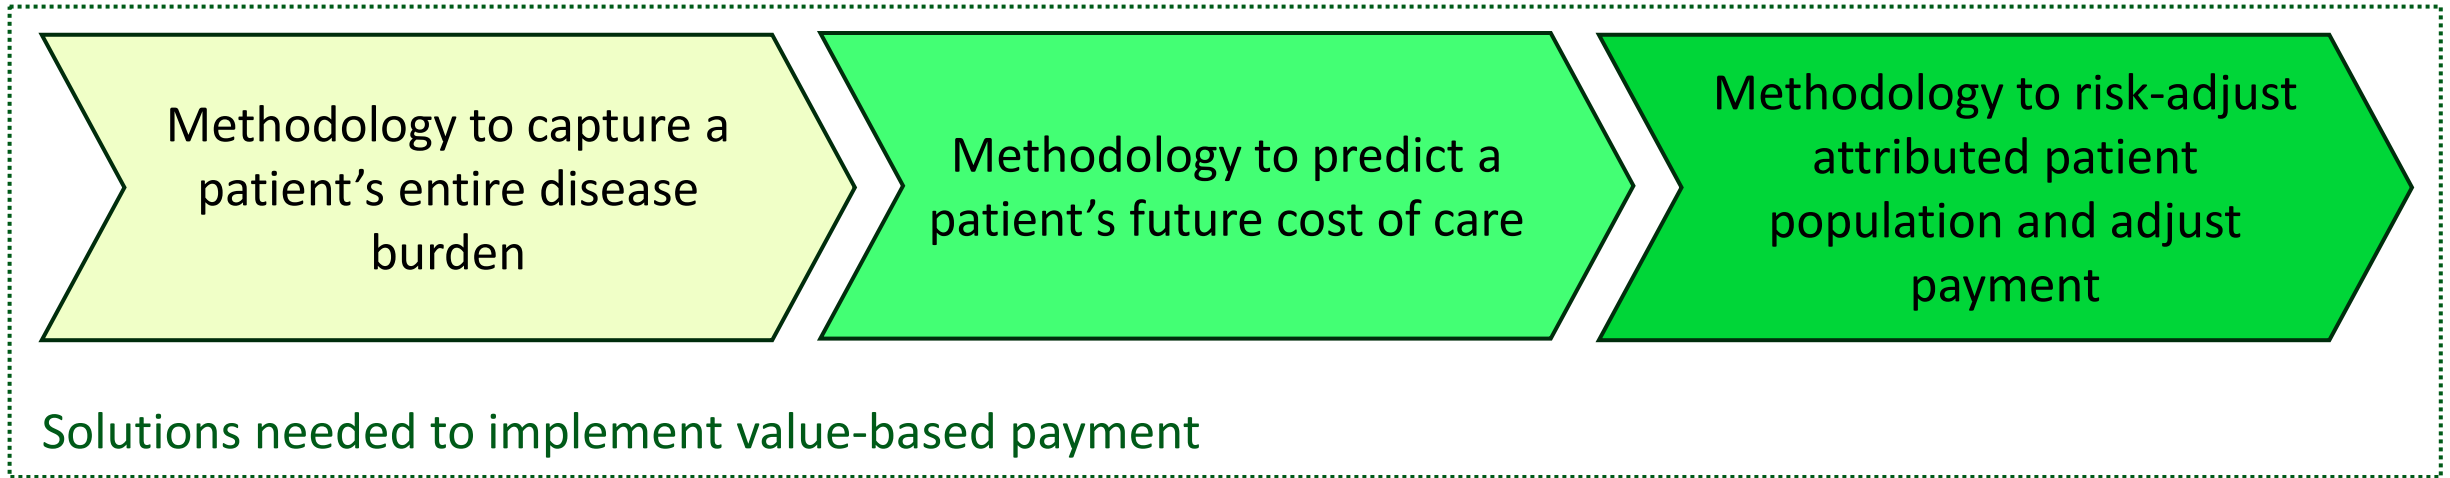 Methodology to capture a
patient’s entire disease
burden
Methodology to predict a
patient’s future cost of care
Methodology to risk-adjust
attributed patient
population and adjust
payment
Solutions needed to implement value-based payment